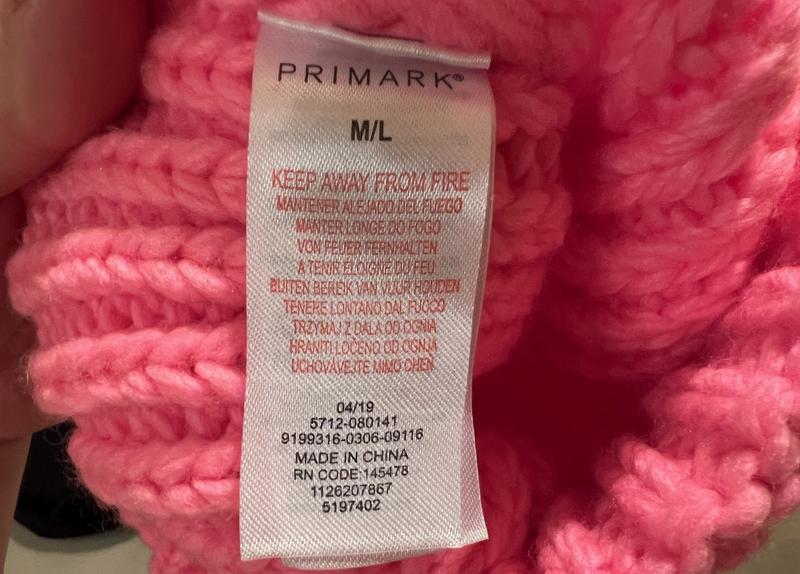 PRIMARK®
M/L
KEEP AWAY FROM FIRE
MANTENER ALEJADO DEL FUEGO
MANTER LONGE DO FOGO
VON FEUER FERNHALTEN
A TENIR ELOIGNE DU FEU
BUITEN BEREIK VAN VUUR HOUDEN
TENERE LONTANO DAL FUOCO
TRZYMAJ Z DALA OD OGNIA
HRANITI LOČENO OD OGNJA
UCHOVÁVEJTE MIMO OHEŇ
04/19
5712-080141
9199316-0306-09116
MADE IN CHINA
RN CODE:145478
1126207867
5197402